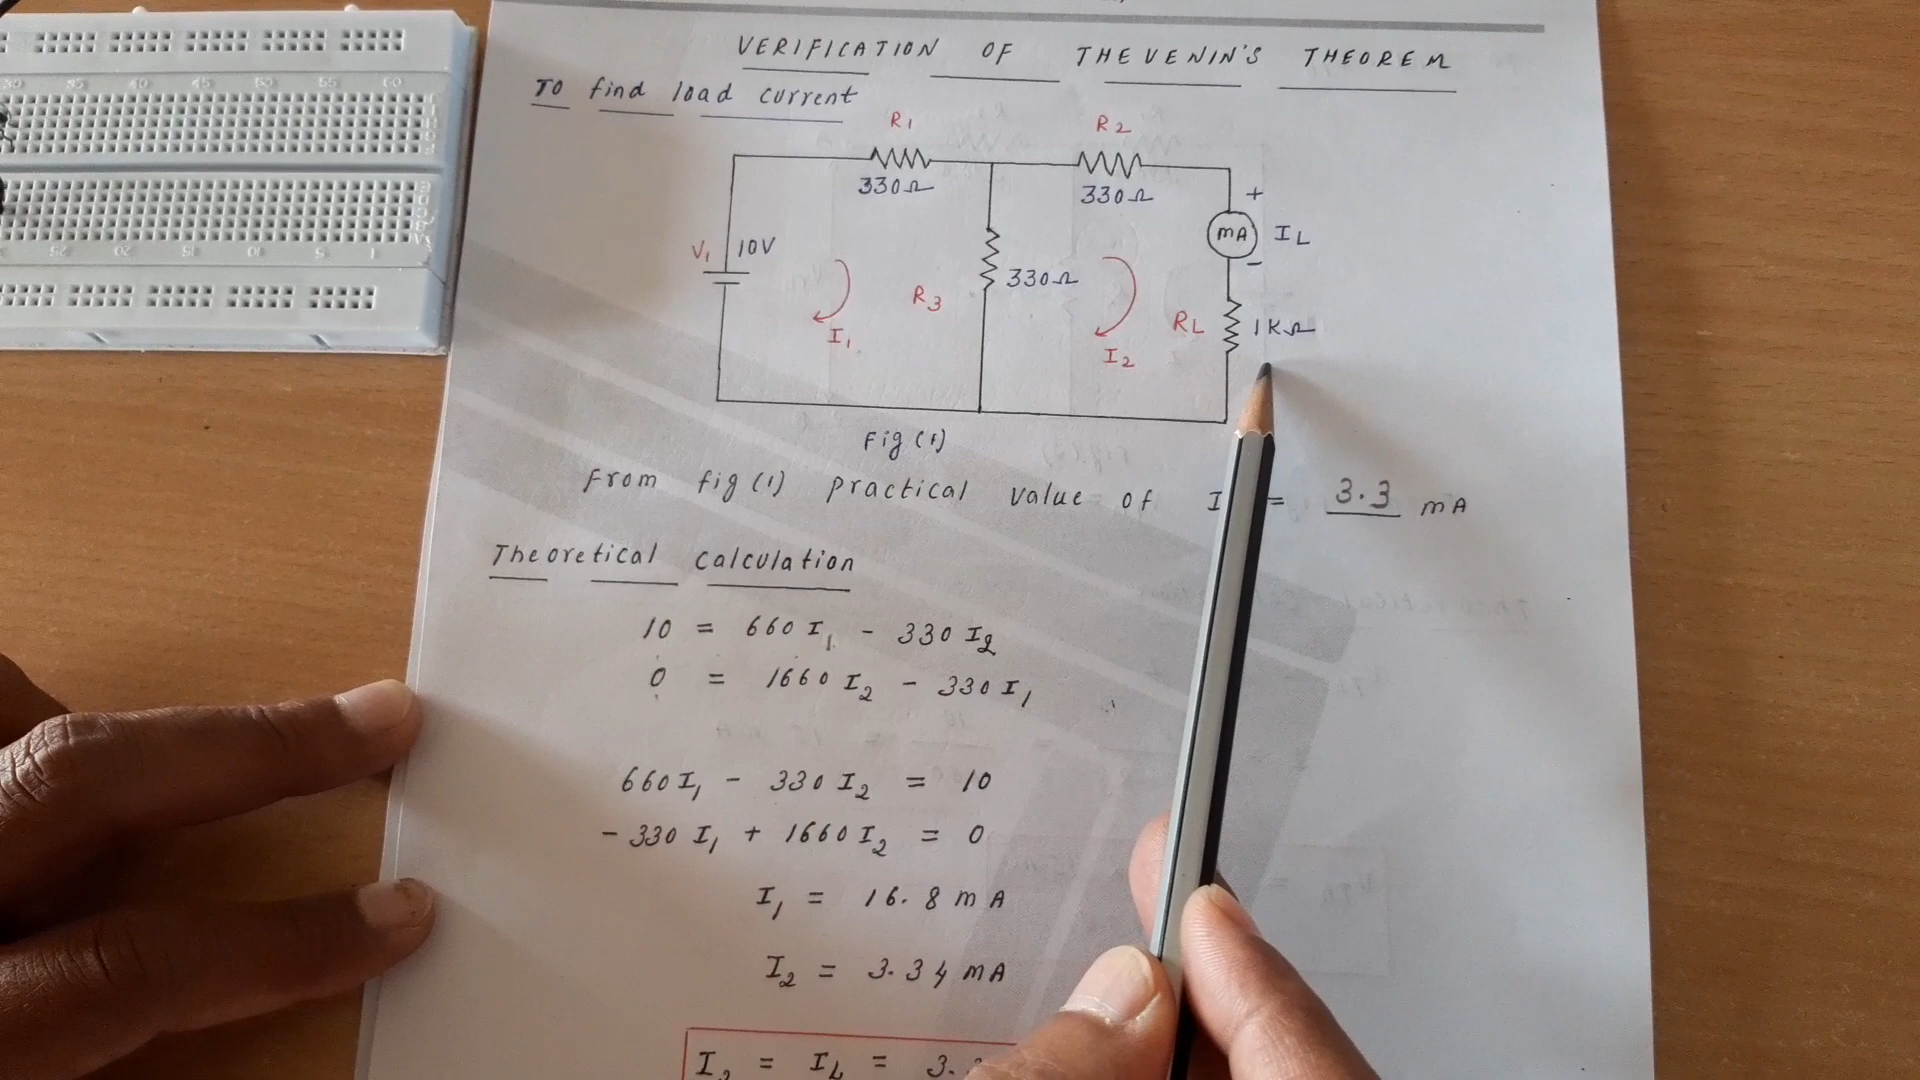 VERIFICATION OF THEVENIN'S THEOREM
To find load current
R1
R2
330Ω
330Ω
+
mA
IL
-
V1
10V
R3
330Ω
I1
I2
RL
1KΩ
Fig (1)
From fig (1) practical value of I = 3.3 mA
Theoretical calculation
10 = 660 I1 - 330 I2
0 = 1660 I2 - 330 I1
660 I1 - 330 I2 = 10
- 330 I1 + 1660 I2 = 0
I1 = 16.8 mA
I2 = 3.34 mA
I2 = IL = 3.